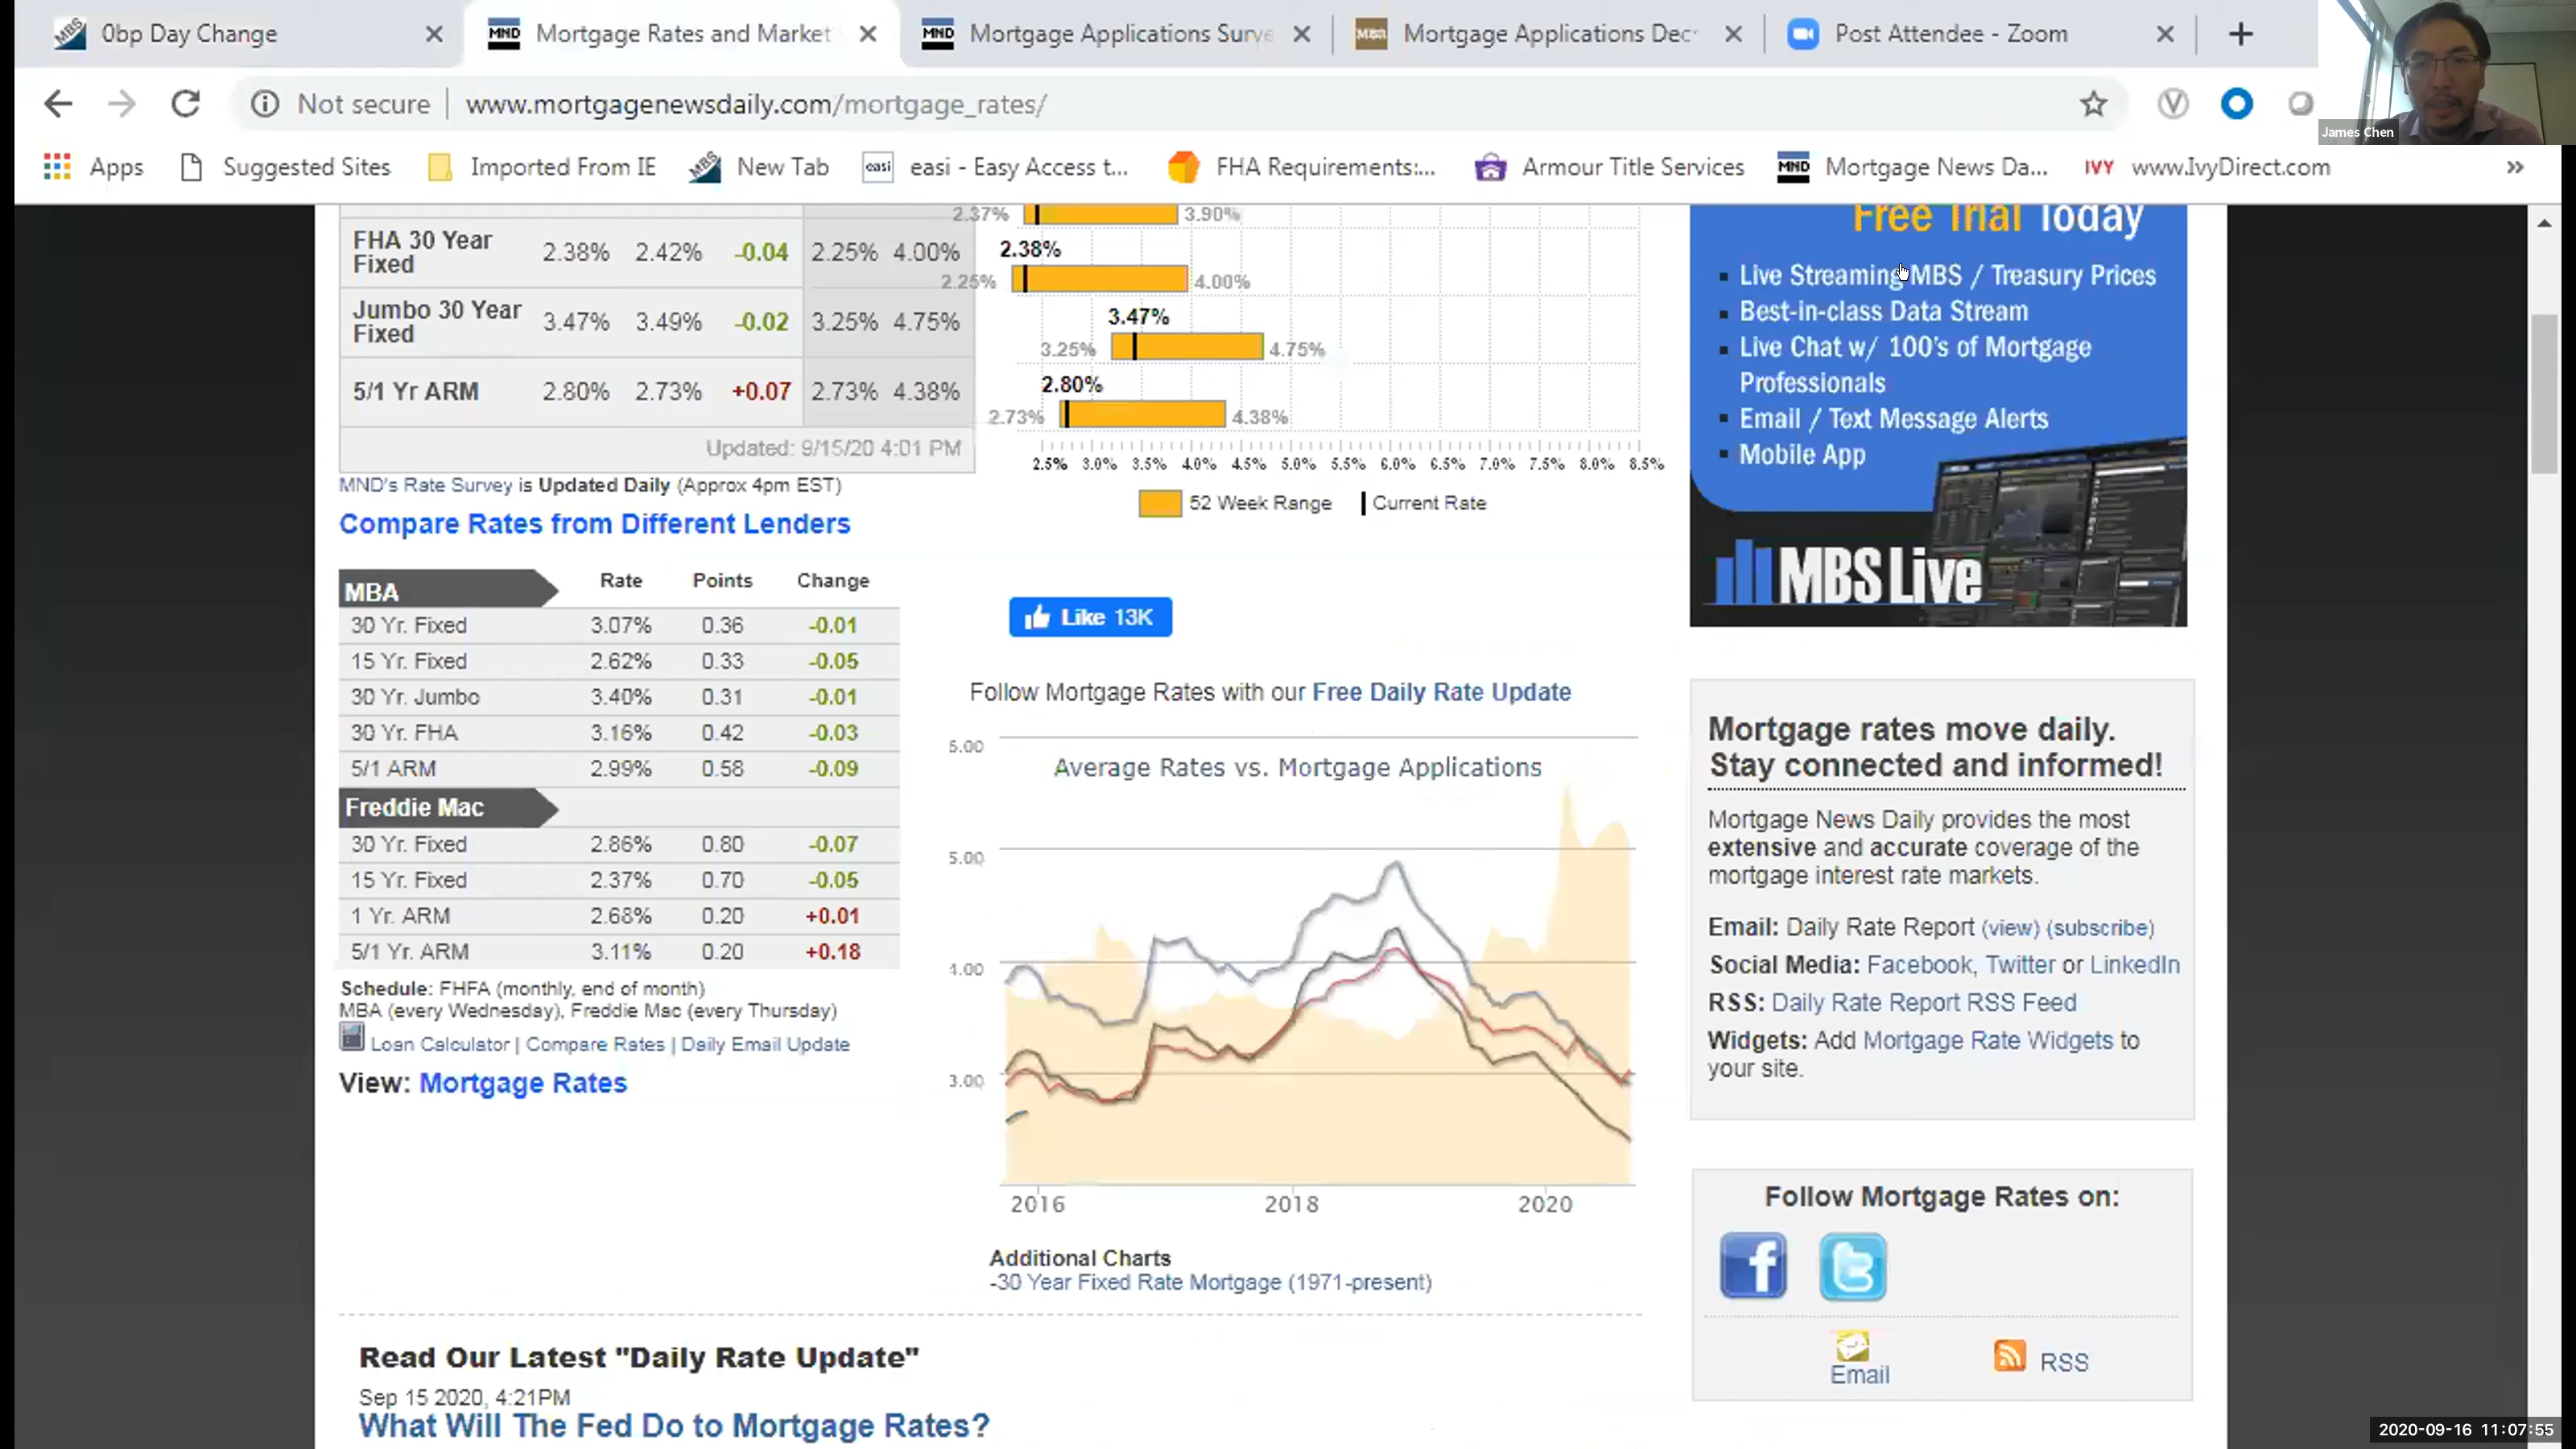 0bp Day Change
MND Mortgage Rates and Market
MND Mortgage Applications Surve
MBA Mortgage Applications Decr
Post Attendee - Zoom
Not secure www.mortgagenewsdaily.com/mortgage_rates/
Apps
Suggested Sites
Imported From IE
MBS New Tab
easi easi - Easy Access t...
FHA Requirements:...
Armour Title Services
MND Mortgage News Da...
IVY www.IvyDirect.com
»
James Chen
FHA 30 Year Fixed 2.38% 2.42% -0.04 2.25% 4.00%
Jumbo 30 Year Fixed 3.47% 3.49% -0.02 3.25% 4.75%
5/1 Yr ARM 2.80% 2.73% +0.07 2.73% 4.38%
Updated: 9/15/20 4:01 PM
2.37% 3.90%
2.38%
2.25% 4.00%
3.47%
3.25% 4.75%
2.80%
2.73% 4.38%
2.5% 3.0% 3.5% 4.0% 4.5% 5.0% 5.5% 6.0% 6.5% 7.0% 7.5% 8.0% 8.5%
52 Week Range Current Rate
MND's Rate Survey is Updated Daily (Approx 4pm EST)
Compare Rates from Different Lenders
MBA Rate Points Change
30 Yr. Fixed 3.07% 0.36 -0.01
15 Yr. Fixed 2.62% 0.33 -0.05
30 Yr. Jumbo 3.40% 0.31 -0.01
30 Yr. FHA 3.16% 0.42 -0.03
5/1 ARM 2.99% 0.58 -0.09
Freddie Mac
30 Yr. Fixed 2.86% 0.80 -0.07
15 Yr. Fixed 2.37% 0.70 -0.05
1 Yr. ARM 2.68% 0.20 +0.01
5/1 Yr. ARM 3.11% 0.20 +0.18
Schedule: FHFA (monthly, end of month)
MBA (every Wednesday), Freddie Mac (every Thursday)
Loan Calculator | Compare Rates | Daily Email Update
View: Mortgage Rates
Like 13K
Follow Mortgage Rates with our Free Daily Rate Update
Average Rates vs. Mortgage Applications
6.00
5.00
4.00
3.00
2016 2018 2020
Additional Charts
-30 Year Fixed Rate Mortgage (1971-present)
Read Our Latest "Daily Rate Update"
Sep 15 2020, 4:21PM
What Will The Fed Do to Mortgage Rates?
Free Trial Today
Live Streaming MBS / Treasury Prices
Best-in-class Data Stream
Live Chat w/ 100's of Mortgage
Professionals
Email / Text Message Alerts
Mobile App
MBS Live
Mortgage rates move daily.
Stay connected and informed!
Mortgage News Daily provides the most
extensive and accurate coverage of the
mortgage interest rate markets.
Email: Daily Rate Report (view) (subscribe)
Social Media: Facebook, Twitter or LinkedIn
RSS: Daily Rate Report RSS Feed
Widgets: Add Mortgage Rate Widgets to
your site.
Follow Mortgage Rates on:
Email
RSS
2020-09-16 11:07:55